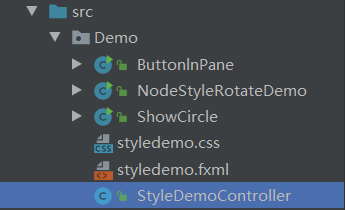 src
Demo
ButtonInPane
NodeStyleRotateDemo
ShowCircle
styledemo.css
styledemo.fxml
StyleDemoController